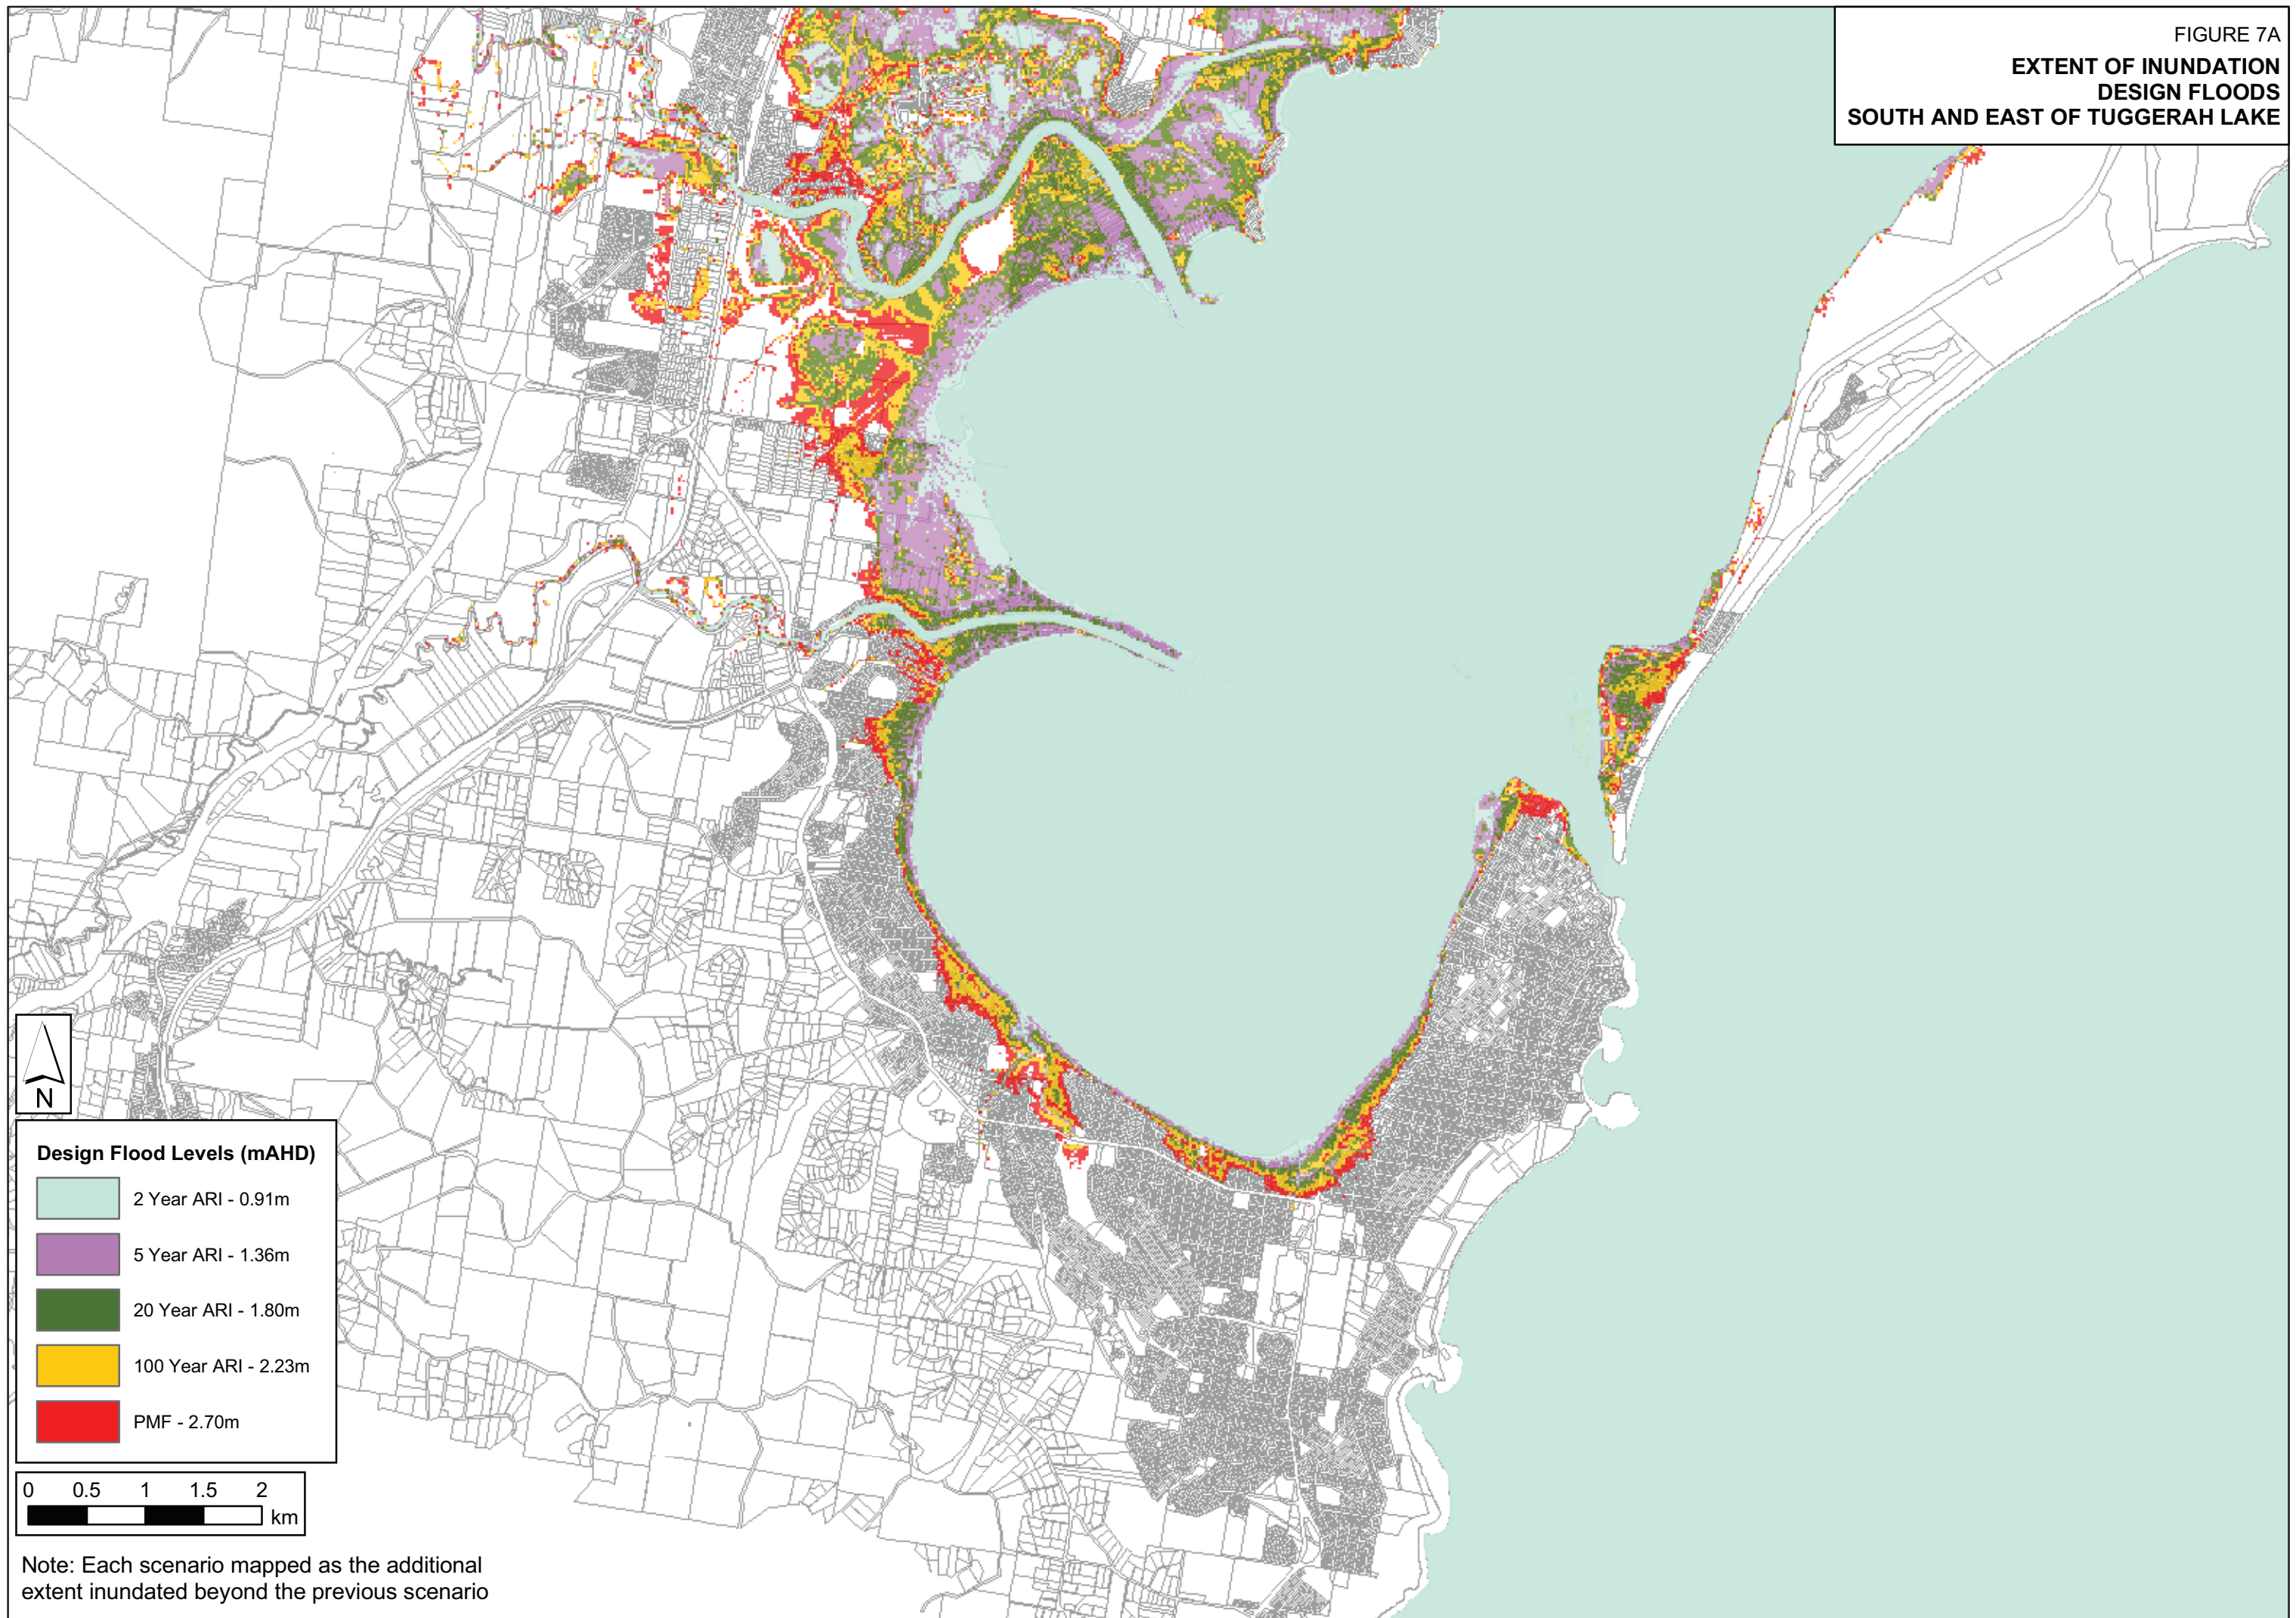 FIGURE 7A
EXTENT OF INUNDATION
DESIGN FLOODS
SOUTH AND EAST OF TUGGERAH LAKE
N
Design Flood Levels (mAHD)
2 Year ARI - 0.91m
5 Year ARI - 1.36m
20 Year ARI - 1.80m
100 Year ARI - 2.23m
PMF - 2.70m
0 0.5 1 1.5 2
km
Note: Each scenario mapped as the additional
extent inundated beyond the previous scenario